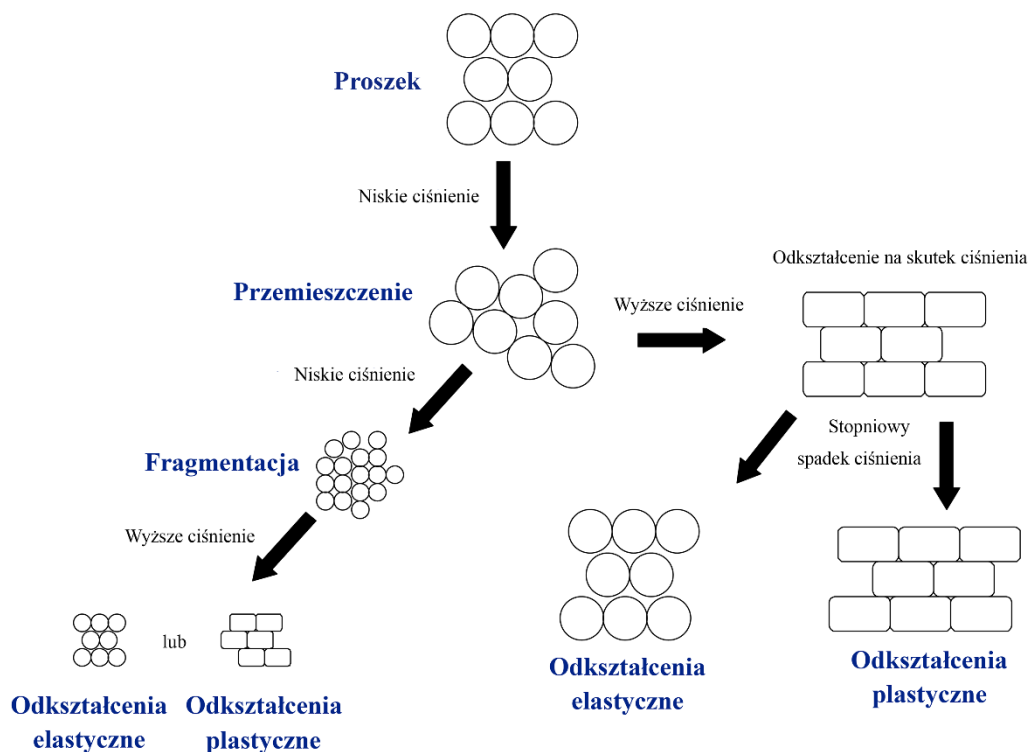 Proszek
Niskie ciśnienie
Przemieszczenie
Wyższe ciśnienie
Odkształcenie na skutek ciśnienia
Niskie ciśnienie
Fragmentacja
Stopniowy
spadek ciśnienia
Wyższe ciśnienie
lub
Odkształcenia
elastyczne
Odkształcenia
plastyczne
Odkształcenia
elastyczne
Odkształcenia
plastyczne